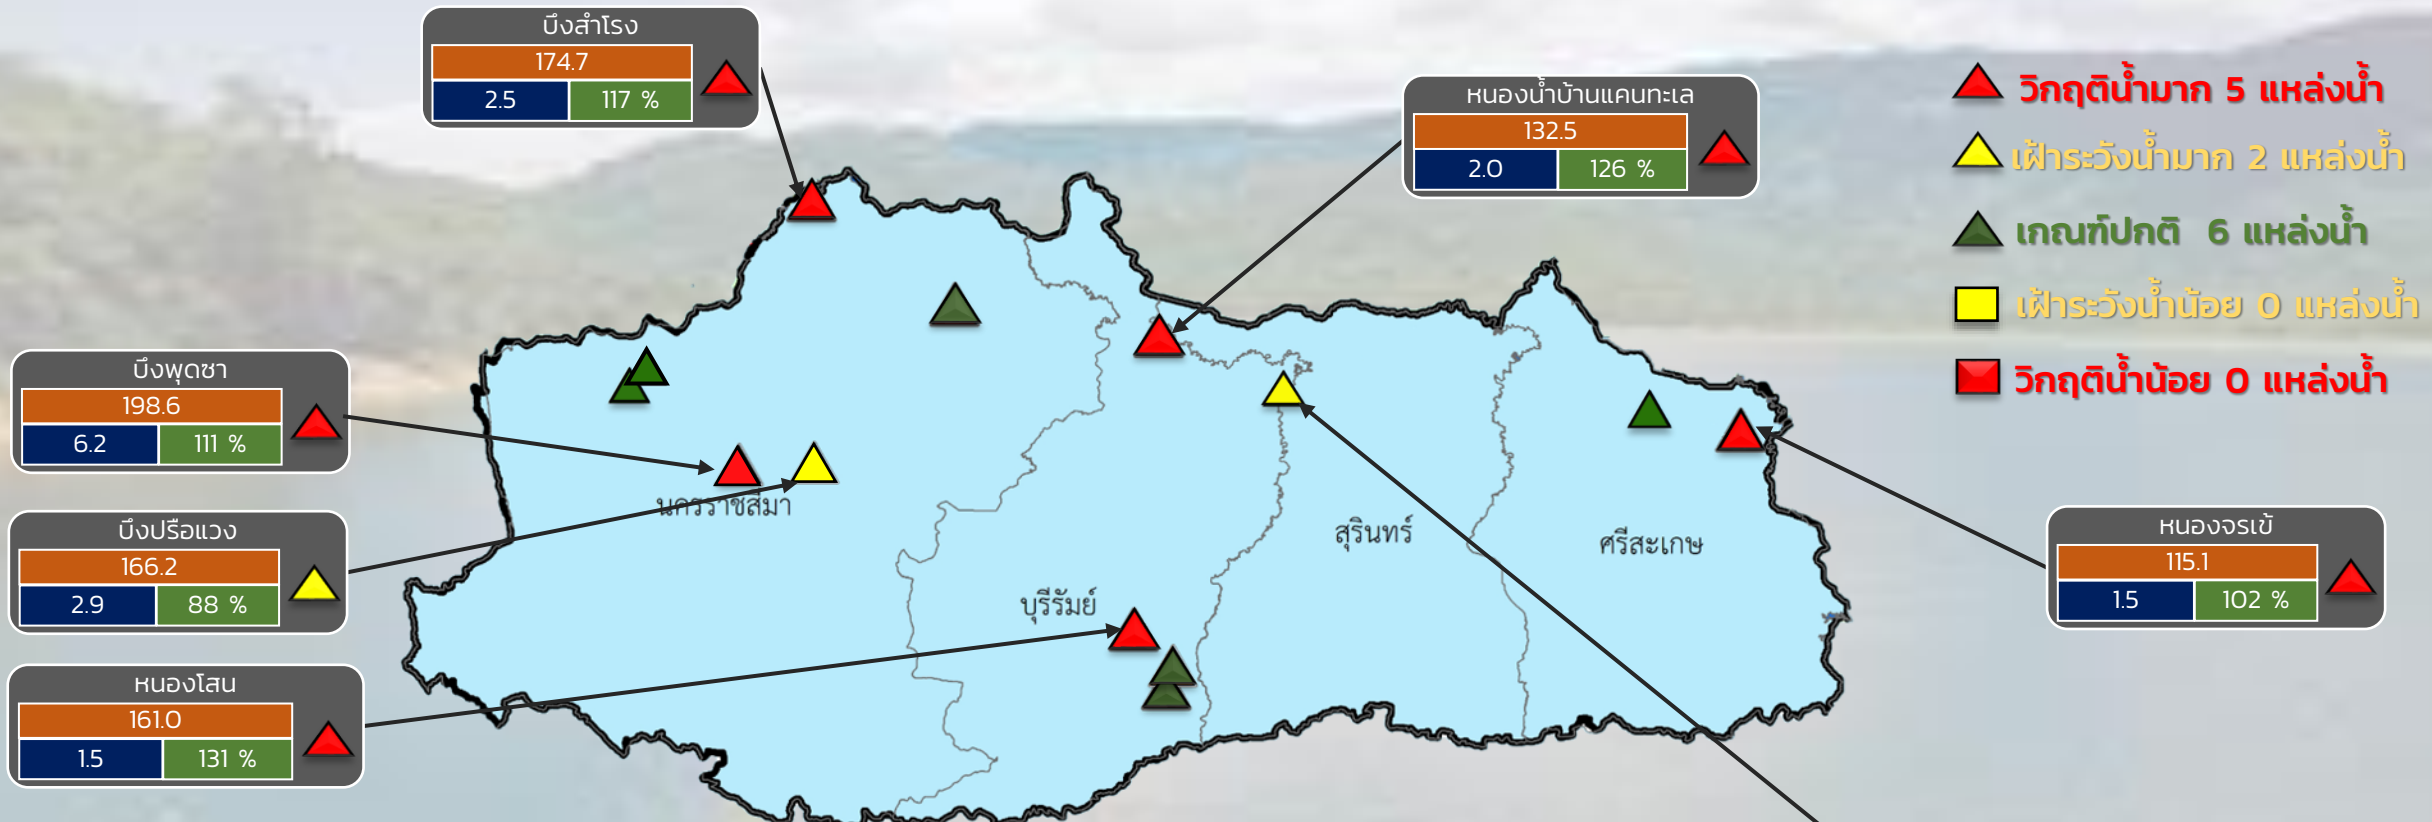 บึงสำโรง
174.7
2.5 117 %
หนองน้ำบ้านแคนทะเล
132.5
2.0 126 %
วิกฤติน้ำมาก 5 แหล่งน้ำ
เฝ้าระวังน้ำมาก 2 แหล่งน้ำ
เกณฑ์ปกติ 6 แหล่งน้ำ
เฝ้าระวังน้ำน้อย 0 แหล่งน้ำ
วิกฤติน้ำน้อย 0 แหล่งน้ำ
บึงพุดซา
198.6
6.2 111 %
นครราชสีมา
บึงปรือแวง
166.2
2.9 88 %
สุรินทร์
ศรีสะเกษ
หนองจรเข้
115.1
1.5 102 %
บุรีรัมย์
หนองโสน
161.0
1.5 131 %